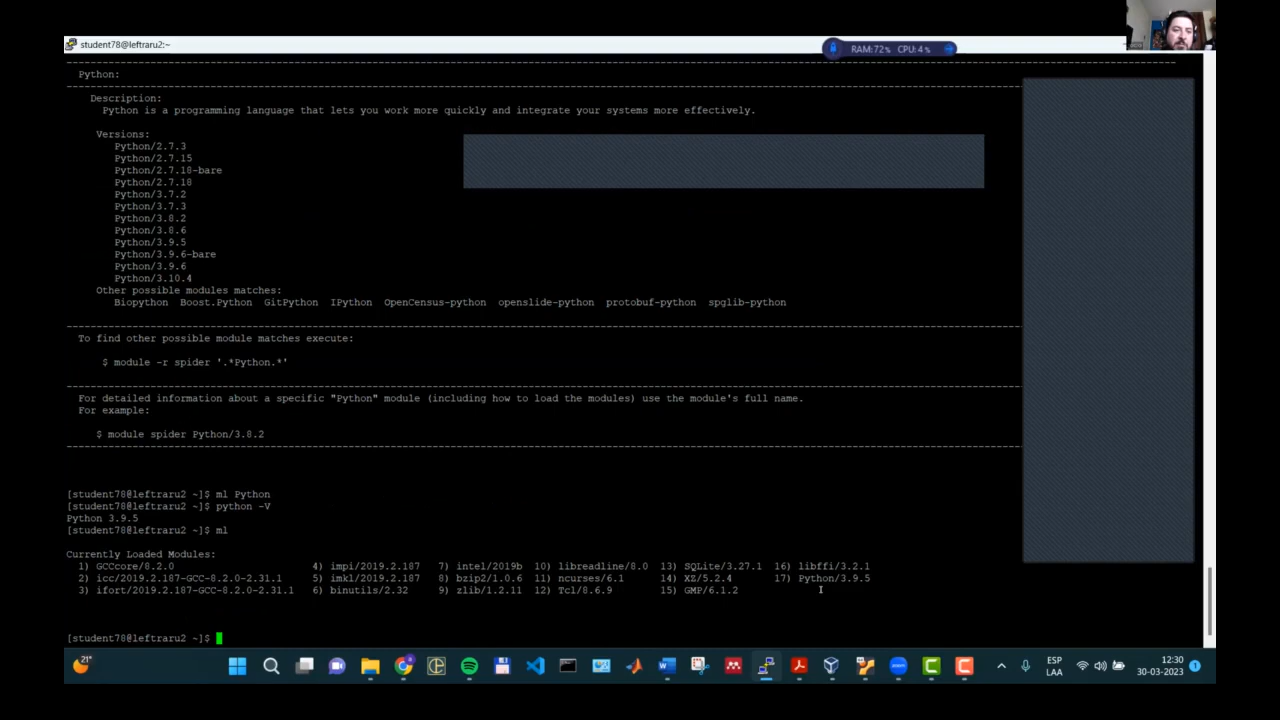 student78@leftraru2:~
RAM:72% CPU:4%
Python:
Description:
Python is a programming language that lets you work more quickly and integrate your systems more effectively.
Versions:
Python/2.7.3
Python/2.7.15
Python/2.7.18-bare
Python/2.7.18
Python/3.7.2
Python/3.7.3
Python/3.8.2
Python/3.8.6
Python/3.9.5
Python/3.9.6-bare
Python/3.9.6
Python/3.10.4
Other possible modules matches:
Biopython Boost.Python GitPython IPython OpenCensus-python openslide-python protobuf-python spglib-python
To find other possible module matches execute:
$ module -r spider '.*Python.*'
For detailed information about a specific "Python" module (including how to load the modules) use the module's full name.
For example:
$ module spider Python/3.8.2
[student78@leftraru2 ~]$ ml Python
[student78@leftraru2 ~]$ python -V
Python 3.9.5
[student78@leftraru2 ~]$ ml
Currently Loaded Modules:
1) GCCcore/8.2.0 4) impi/2019.2.187 7) intel/2019b 10) libreadline/8.0 13) SQLite/3.27.1 16) libffi/3.2.1
2) icc/2019.2.187-GCC-8.2.0-2.31.1 5) imkl/2019.2.187 8) bzip2/1.0.6 11) ncurses/6.1 14) XZ/5.2.4 17) Python/3.9.5
3) ifort/2019.2.187-GCC-8.2.0-2.31.1 6) binutils/2.32 9) zlib/1.2.11 12) Tcl/8.6.9 15) GMP/6.1.2
[student78@leftraru2 ~]$
21°
ESP
LAA
12:30
30-03-2023
1